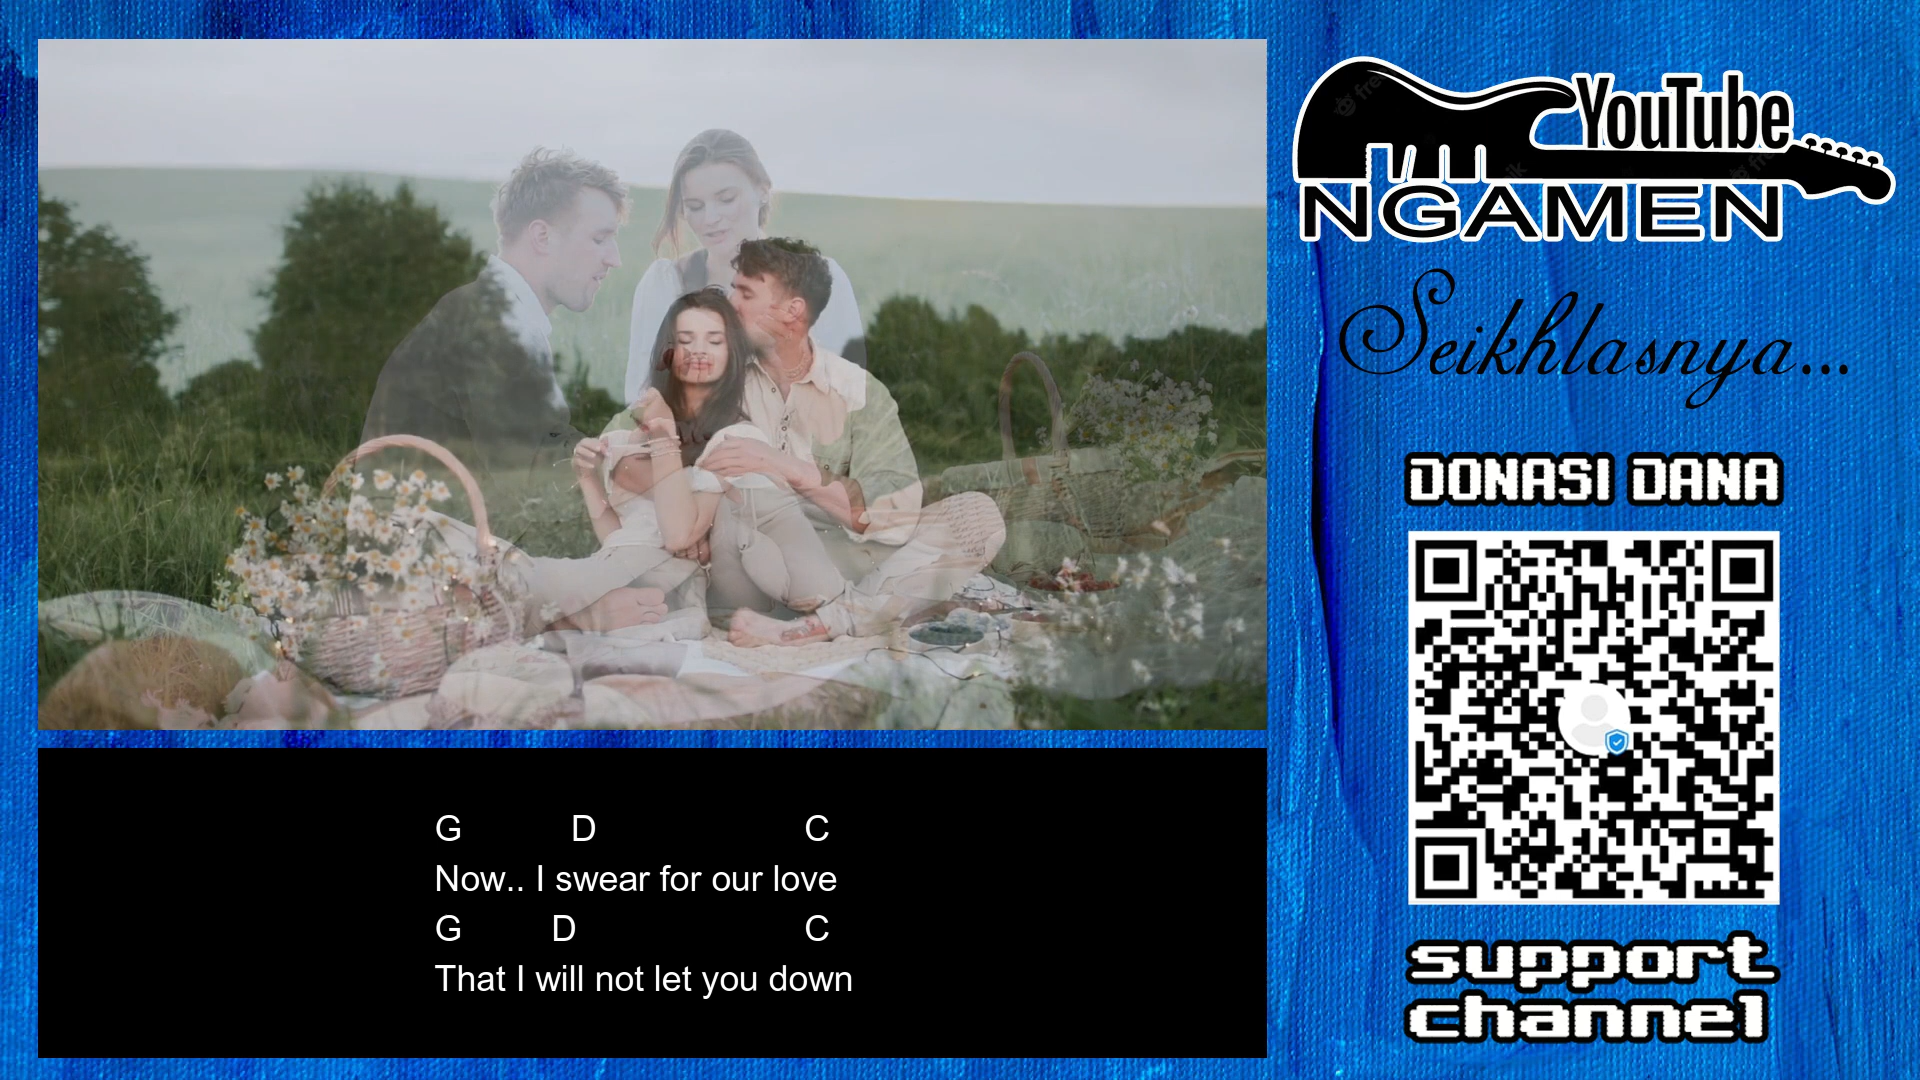 YouTube
NGAMEN
Seikhlasnya...
DONASI DANA
G D C
Now.. I swear for our love
G D C
That I will not let you down
support
channel